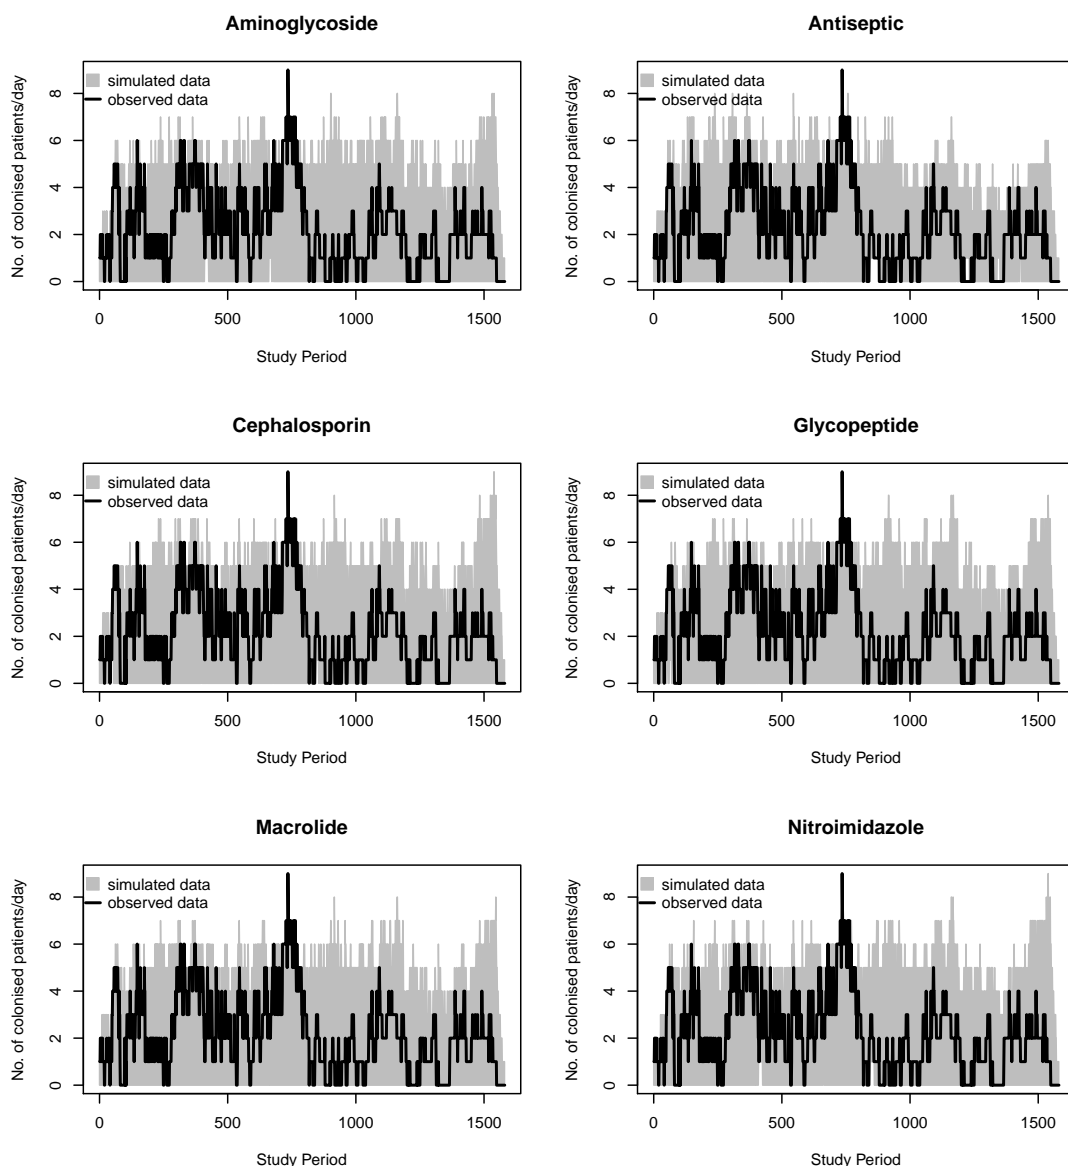 Aminoglycoside
simulated data
observed data
No. of colonised patients/day
0 2 4 6 8
0 500 1000 1500
Study Period
Antiseptic
simulated data
observed data
No. of colonised patients/day
0 2 4 6 8
0 500 1000 1500
Study Period
Cephalosporin
simulated data
observed data
No. of colonised patients/day
0 2 4 6 8
0 500 1000 1500
Study Period
Glycopeptide
simulated data
observed data
No. of colonised patients/day
0 2 4 6 8
0 500 1000 1500
Study Period
Macrolide
simulated data
observed data
No. of colonised patients/day
0 2 4 6 8
0 500 1000 1500
Study Period
Nitroimidazole
simulated data
observed data
No. of colonised patients/day
0 2 4 6 8
0 500 1000 1500
Study Period